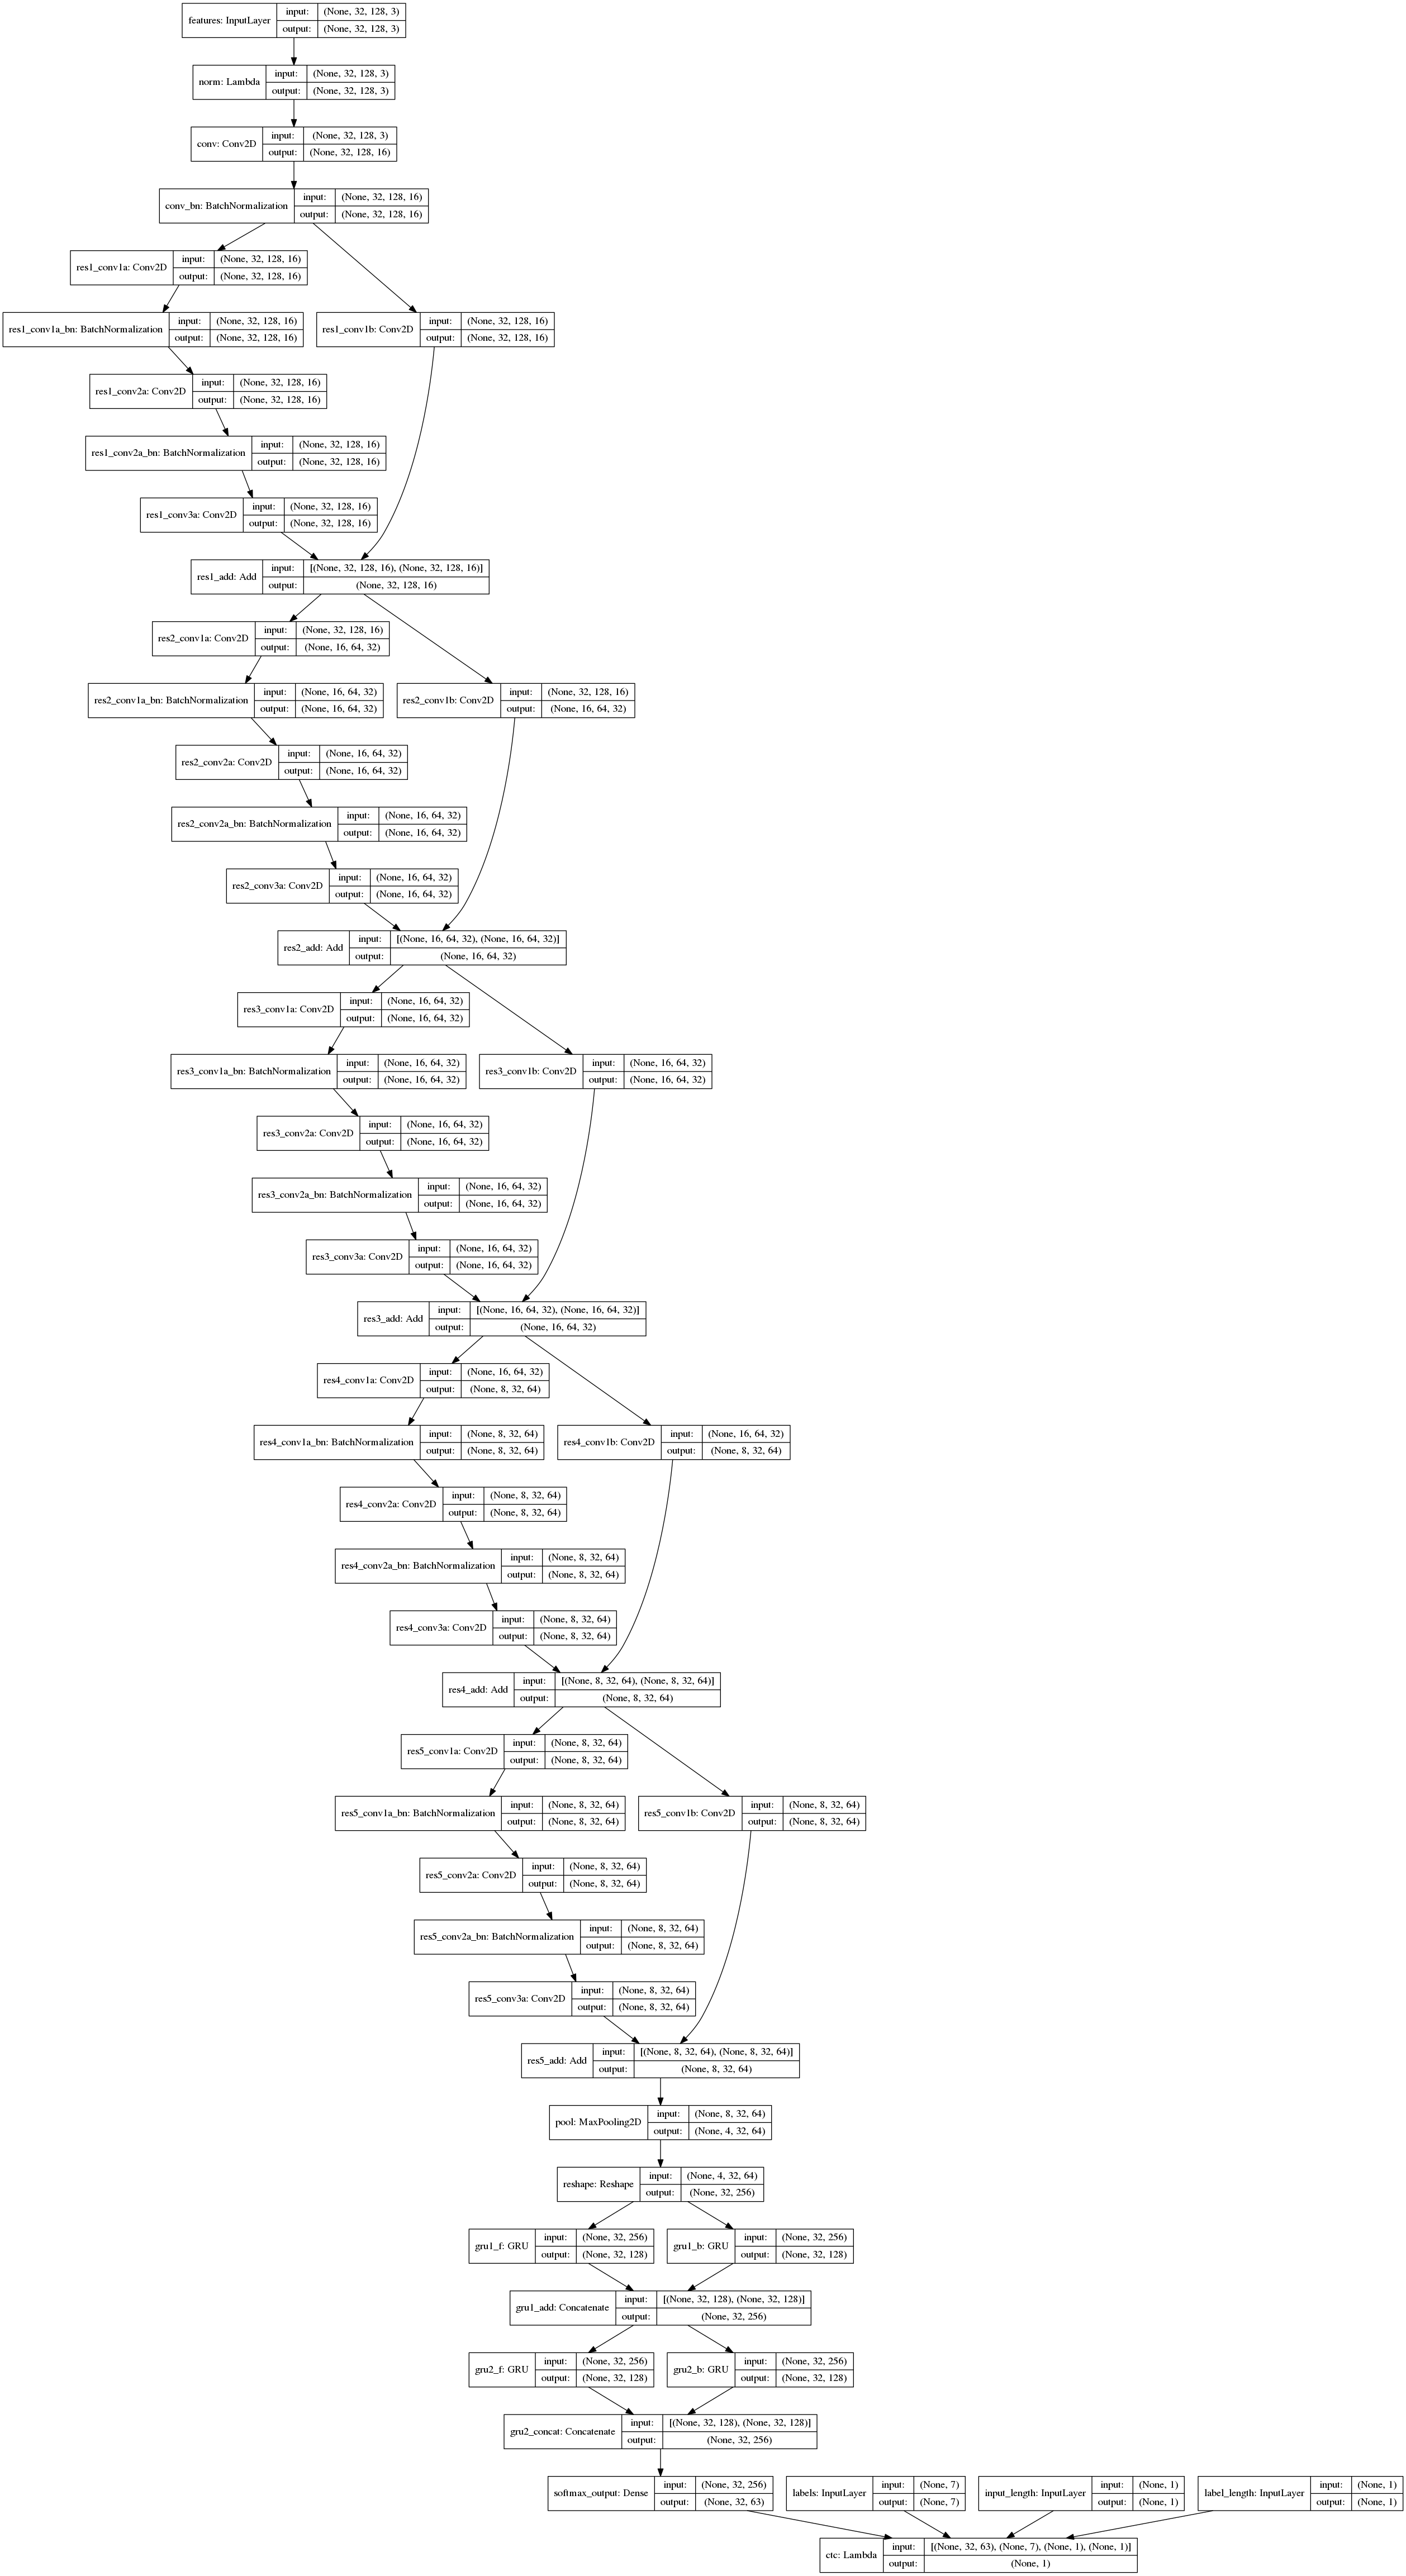 features: InputLayer input: (None, 32, 128, 3)
output: (None, 32, 128, 3)
norm: Lambda input: (None, 32, 128, 3)
output: (None, 32, 128, 3)
conv: Conv2D input: (None, 32, 128, 3)
output: (None, 32, 128, 16)
conv_bn: BatchNormalization input: (None, 32, 128, 16)
output: (None, 32, 128, 16)
res1_conv1a: Conv2D input: (None, 32, 128, 16)
output: (None, 32, 128, 16)
res1_conv1a_bn: BatchNormalization input: (None, 32, 128, 16)
output: (None, 32, 128, 16)
res1_conv1b: Conv2D input: (None, 32, 128, 16)
output: (None, 32, 128, 16)
res1_conv2a: Conv2D input: (None, 32, 128, 16)
output: (None, 32, 128, 16)
res1_conv2a_bn: BatchNormalization input: (None, 32, 128, 16)
output: (None, 32, 128, 16)
res1_conv3a: Conv2D input: (None, 32, 128, 16)
output: (None, 32, 128, 16)
res1_add: Add input: [(None, 32, 128, 16), (None, 32, 128, 16)]
output: (None, 32, 128, 16)
res2_conv1a: Conv2D input: (None, 32, 128, 16)
output: (None, 16, 64, 32)
res2_conv1a_bn: BatchNormalization input: (None, 16, 64, 32)
output: (None, 16, 64, 32)
res2_conv1b: Conv2D input: (None, 32, 128, 16)
output: (None, 16, 64, 32)
res2_conv2a: Conv2D input: (None, 16, 64, 32)
output: (None, 16, 64, 32)
res2_conv2a_bn: BatchNormalization input: (None, 16, 64, 32)
output: (None, 16, 64, 32)
res2_conv3a: Conv2D input: (None, 16, 64, 32)
output: (None, 16, 64, 32)
res2_add: Add input: [(None, 16, 64, 32), (None, 16, 64, 32)]
output: (None, 16, 64, 32)
res3_conv1a: Conv2D input: (None, 16, 64, 32)
output: (None, 16, 64, 32)
res3_conv1a_bn: BatchNormalization input: (None, 16, 64, 32)
output: (None, 16, 64, 32)
res3_conv1b: Conv2D input: (None, 16, 64, 32)
output: (None, 16, 64, 32)
res3_conv2a: Conv2D input: (None, 16, 64, 32)
output: (None, 16, 64, 32)
res3_conv2a_bn: BatchNormalization input: (None, 16, 64, 32)
output: (None, 16, 64, 32)
res3_conv3a: Conv2D input: (None, 16, 64, 32)
output: (None, 16, 64, 32)
res3_add: Add input: [(None, 16, 64, 32), (None, 16, 64, 32)]
output: (None, 16, 64, 32)
res4_conv1a: Conv2D input: (None, 16, 64, 32)
output: (None, 8, 32, 64)
res4_conv1a_bn: BatchNormalization input: (None, 8, 32, 64)
output: (None, 8, 32, 64)
res4_conv1b: Conv2D input: (None, 16, 64, 32)
output: (None, 8, 32, 64)
res4_conv2a: Conv2D input: (None, 8, 32, 64)
output: (None, 8, 32, 64)
res4_conv2a_bn: BatchNormalization input: (None, 8, 32, 64)
output: (None, 8, 32, 64)
res4_conv3a: Conv2D input: (None, 8, 32, 64)
output: (None, 8, 32, 64)
res4_add: Add input: [(None, 8, 32, 64), (None, 8, 32, 64)]
output: (None, 8, 32, 64)
res5_conv1a: Conv2D input: (None, 8, 32, 64)
output: (None, 8, 32, 64)
res5_conv1a_bn: BatchNormalization input: (None, 8, 32, 64)
output: (None, 8, 32, 64)
res5_conv1b: Conv2D input: (None, 8, 32, 64)
output: (None, 8, 32, 64)
res5_conv2a: Conv2D input: (None, 8, 32, 64)
output: (None, 8, 32, 64)
res5_conv2a_bn: BatchNormalization input: (None, 8, 32, 64)
output: (None, 8, 32, 64)
res5_conv3a: Conv2D input: (None, 8, 32, 64)
output: (None, 8, 32, 64)
res5_add: Add input: [(None, 8, 32, 64), (None, 8, 32, 64)]
output: (None, 8, 32, 64)
pool: MaxPooling2D input: (None, 8, 32, 64)
output: (None, 4, 32, 64)
reshape: Reshape input: (None, 4, 32, 64)
output: (None, 32, 256)
gru1_f: GRU input: (None, 32, 256)
output: (None, 32, 128)
gru1_b: GRU input: (None, 32, 256)
output: (None, 32, 128)
gru1_add: Concatenate input: [(None, 32, 128), (None, 32, 128)]
output: (None, 32, 256)
gru2_f: GRU input: (None, 32, 256)
output: (None, 32, 128)
gru2_b: GRU input: (None, 32, 256)
output: (None, 32, 128)
gru2_concat: Concatenate input: [(None, 32, 128), (None, 32, 128)]
output: (None, 32, 256)
softmax_output: Dense input: (None, 32, 256)
output: (None, 32, 63)
labels: InputLayer input: (None, 7)
output: (None, 7)
input_length: InputLayer input: (None, 1)
output: (None, 1)
label_length: InputLayer input: (None, 1)
output: (None, 1)
ctc: Lambda input: [(None, 32, 63), (None, 7), (None, 1), (None, 1)]
output: (None, 1)